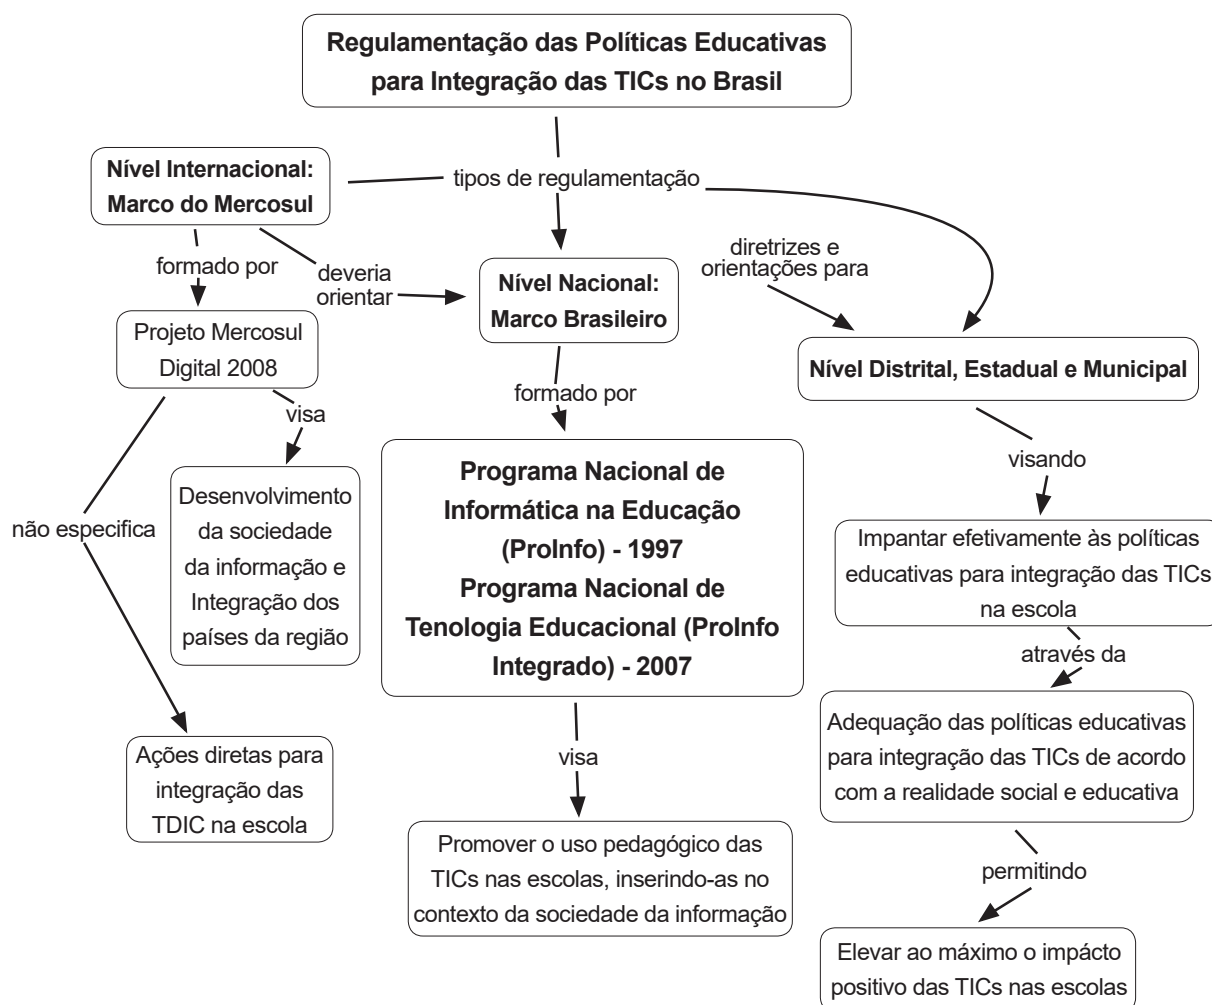 Regulamentação das Políticas Educativas
para Integração das TICs no Brasil
Nível Internacional:
Marco do Mercosul
tipos de regulamentação
formado por
deveria
orientar
Nível Nacional:
Marco Brasileiro
diretrizes e
orientações para
Projeto Mercosul
Digital 2008
Nível Distrital, Estadual e Municipal
formado por
visa
não especifica
Desenvolvimento
da sociedade
da informação e
Integração dos
países da região
Programa Nacional de
Informática na Educação
(ProInfo) - 1997
Programa Nacional de
Tenologia Educacional (ProInfo
Integrado) - 2007
visando
Impantar efetivamente às políticas
educativas para integração das TICs
na escola
através da
Ações diretas para
integração das
TDIC na escola
visa
Adequação das políticas educativas
para integração das TICs de acordo
com a realidade social e educativa
Promover o uso pedagógico das
TICs nas escolas, inserindo-as no
contexto da sociedade da informação
permitindo
Elevar ao máximo o impácto
positivo das TICs nas escolas